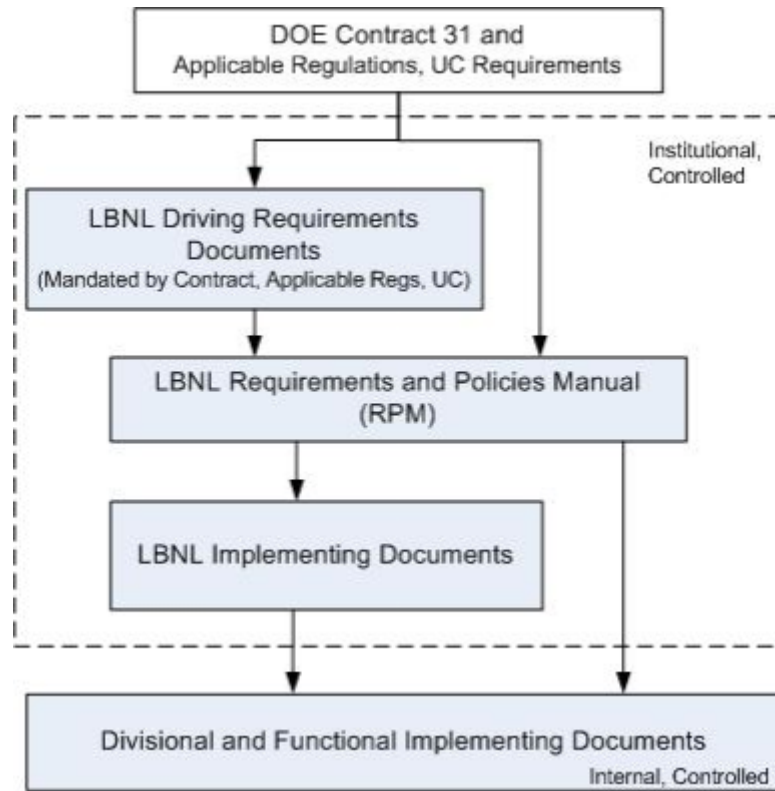 DOE Contract 31 and
Applicable Regulations, UC Requirements
Institutional,
Controlled
LBNL Driving Requirements
Documents
(Mandated by Contract, Applicable Regs, UC)
LBNL Requirements and Policies Manual
(RPM)
LBNL Implementing Documents
Divisional and Functional Implementing Documents
Internal, Controlled